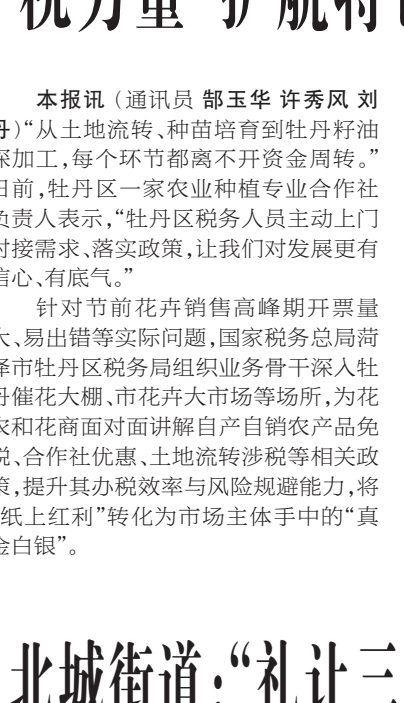 税力量 护航特色
本报讯（通讯员 郜玉华 许秀风 刘
丹）“从土地流转、种苗培育到牡丹籽油
深加工，每个环节都离不开资金周转。”
日前，牡丹区一家农业种植专业合作社
负责人表示，“牡丹区税务人员主动上门
对接需求、落实政策，让我们对发展更有
信心、有底气。”
针对节前花卉销售高峰期开票量
大、易出错等实际问题，国家税务总局菏
泽市牡丹区税务局组织业务骨干深入牡
丹催花大棚、市花卉大市场等场所，为花
农和花商面对面讲解自产自销农产品免
税、合作社优惠、土地流转涉税等相关政
策，提升其办税效率与风险规避能力，将
“纸上红利”转化为市场主体手中的“真
金白银”。
北城街道：“礼让三